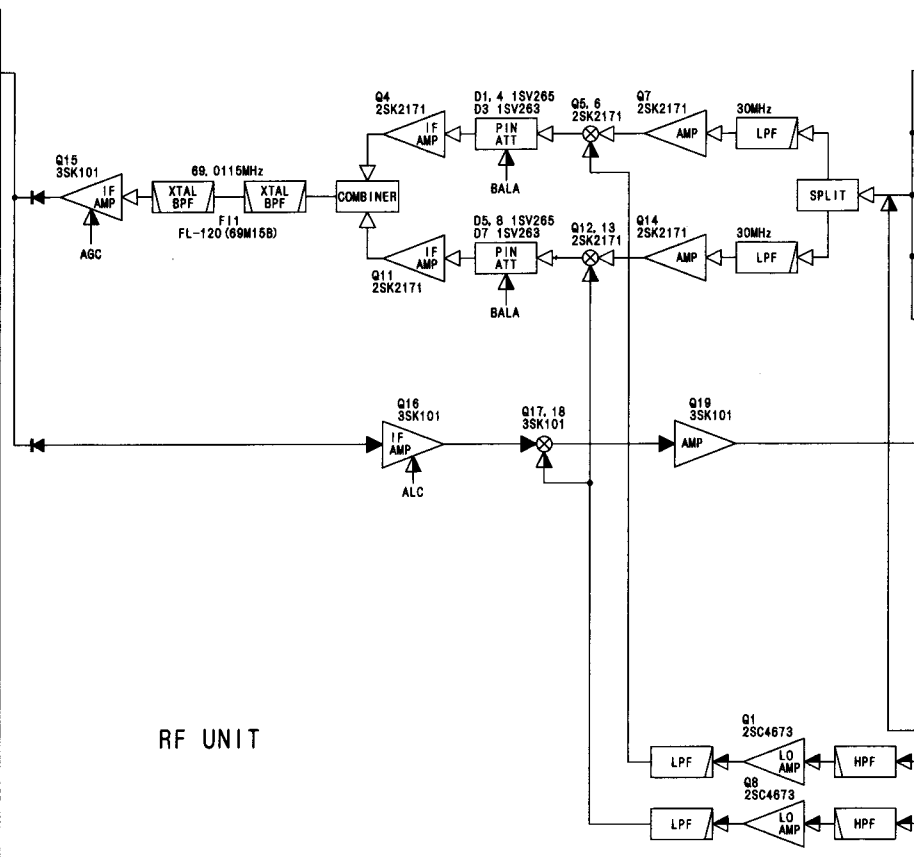 Q4
2SK2171
IF
AMP
D1, 4 1SV265
D3 1SV263
PIN
ATT
BALA
Q5, 6
2SK2171
Q7
2SK2171
AMP
30MHz
LPF
Q15
3SK101
IF
AMP
AGC
69. 0115MHz
XTAL
BPF
XTAL
BPF
FI1
FL-120(69M15B)
COMBINER
SPLIT
Q11
2SK2171
IF
AMP
D5, 8 1SV265
D7 1SV263
PIN
ATT
BALA
Q12, 13
2SK2171
Q14
2SK2171
AMP
30MHz
LPF
Q16
3SK101
IF
AMP
ALC
Q17, 18
3SK101
Q19
3SK101
AMP
RF UNIT
Q1
2SC4673
LPF
LO
AMP
HPF
Q8
2SC4673
LPF
LO
AMP
HPF